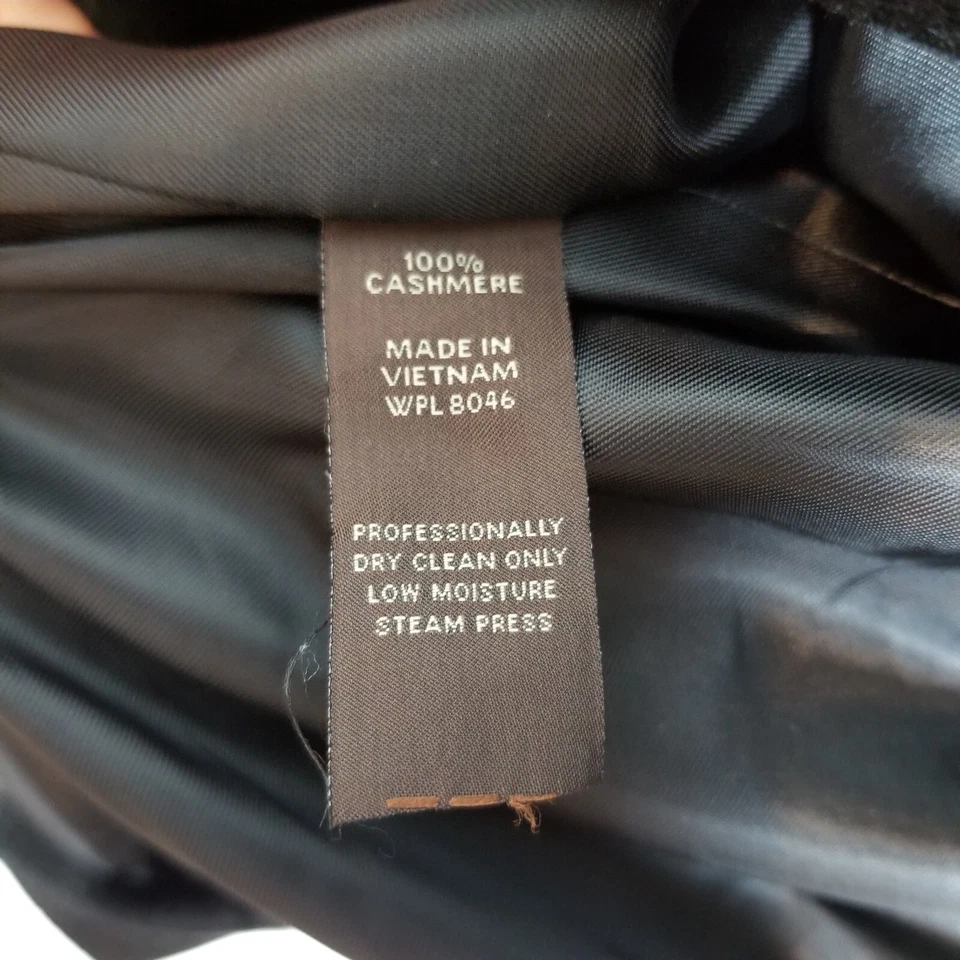 100%
CASHMERE
MADE IN
VIETNAM
WPL 8046
PROFESSIONALLY
DRY CLEAN ONLY
LOW MOISTURE
STEAM PRESS